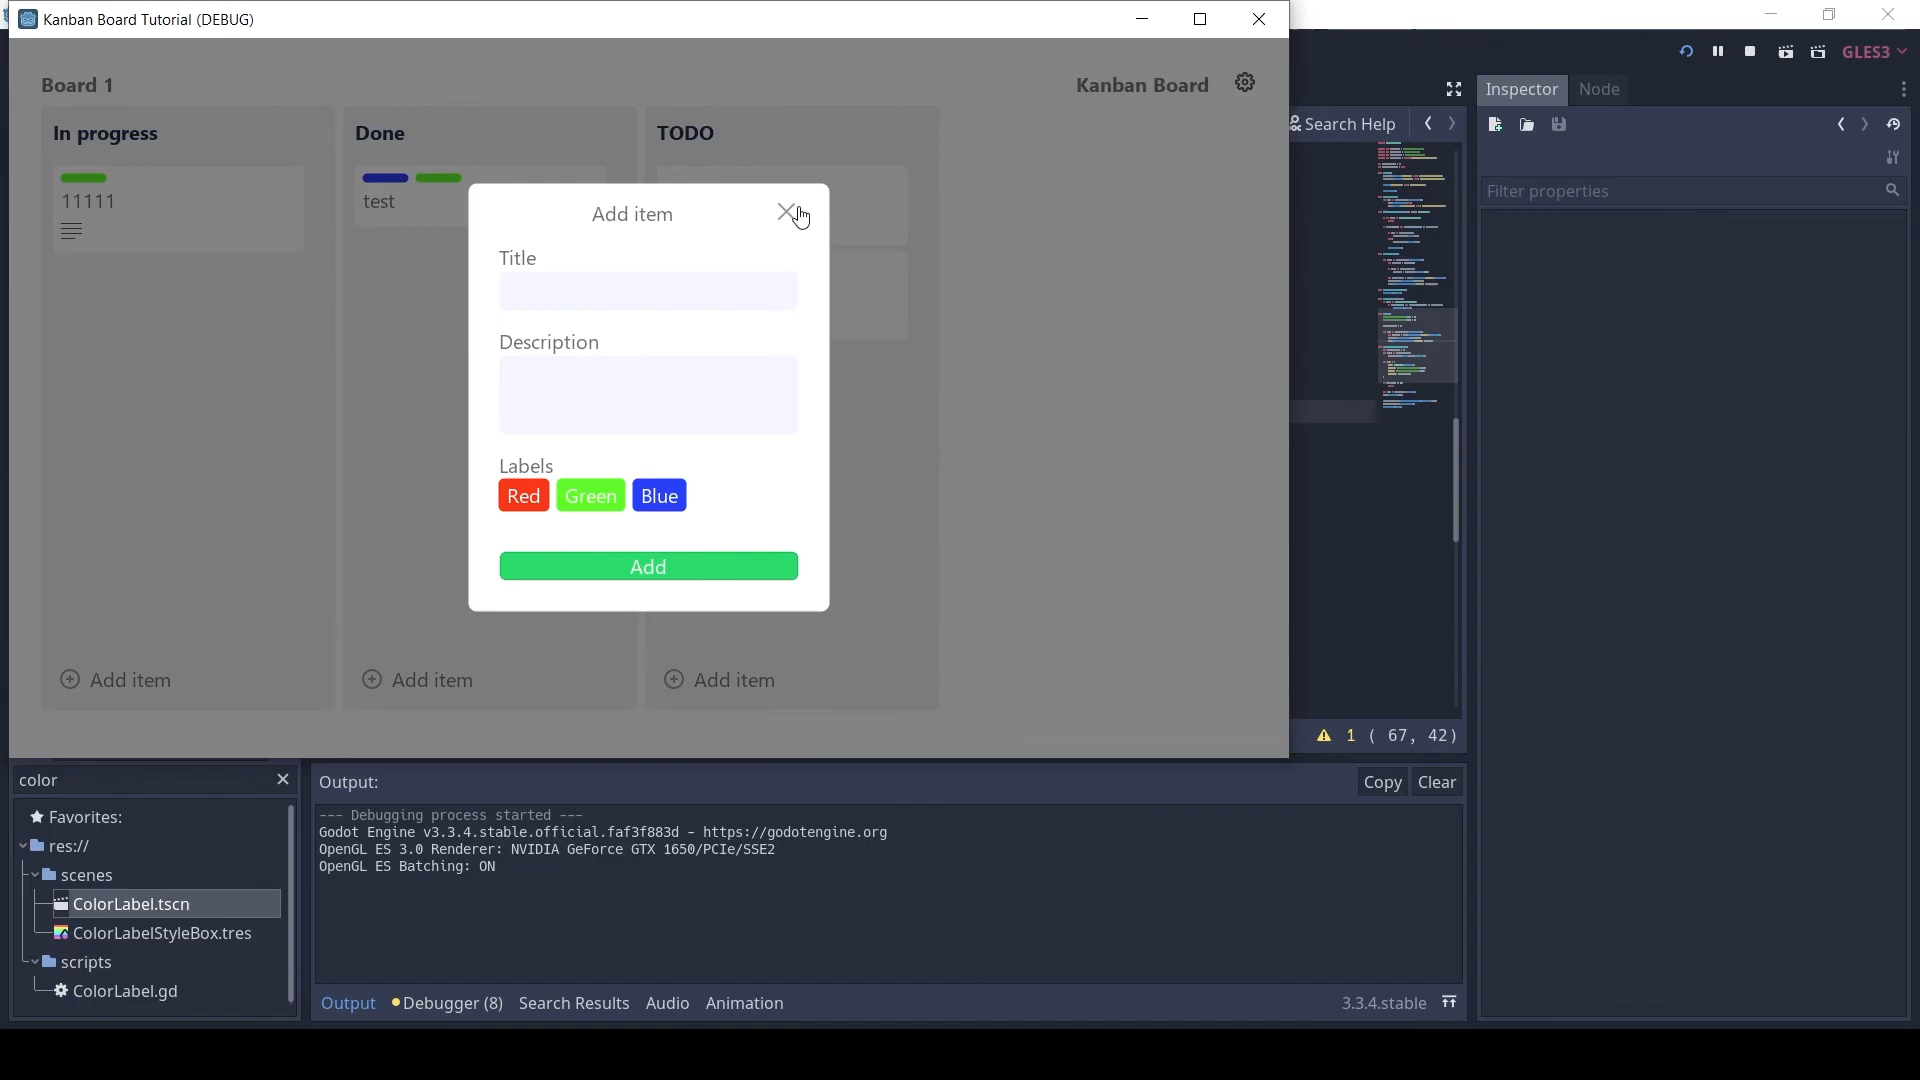 Kanban Board Tutorial (DEBUG)
Board 1
Kanban Board
In progress
Done
TODO
11111
test
Add item
Title
Description
Labels
Red Green Blue
Add
Add item
Add item
Add item
GLES3
Inspector Node
Search Help
Filter properties
1 ( 67, 42)
color
Favorites:
res://
scenes
ColorLabel.tscn
ColorLabelStyleBox.tres
scripts
ColorLabel.gd
Output:
Copy Clear
--- Debugging process started ---
Godot Engine v3.3.4.stable.official.faf3f883d - https://godotengine.org
OpenGL ES 3.0 Renderer: NVIDIA GeForce GTX 1650/PCIe/SSE2
OpenGL ES Batching: ON
Output Debugger (8) Search Results Audio Animation
3.3.4.stable